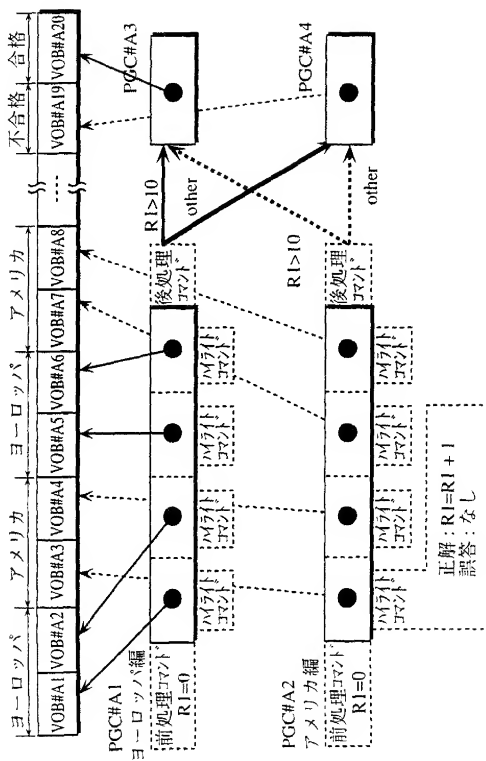 ヨーロッパ
アメリカ
ヨーロッパ
アメリカ
不合格
合格
VOB#A1
VOB#A2
VOB#A3
VOB#A4
VOB#A5
VOB#A6
VOB#A7
VOB#A8
VOB#A19
VOB#A20
PGC#A1
ヨーロッパ編
前処理コマンド
R1=0
ハイライト
コマンド
ハイライト
コマンド
ハイライト
コマンド
ハイライト
コマンド
後処理
コマンド
R1>10
other
PGC#A3
PGC#A2
アメリカ編
前処理コマンド
R1=0
ハイライト
コマンド
ハイライト
コマンド
ハイライト
コマンド
ハイライト
コマンド
後処理
コマンド
R1>10
other
PGC#A4
正解：R1=R1+1
誤答：なし